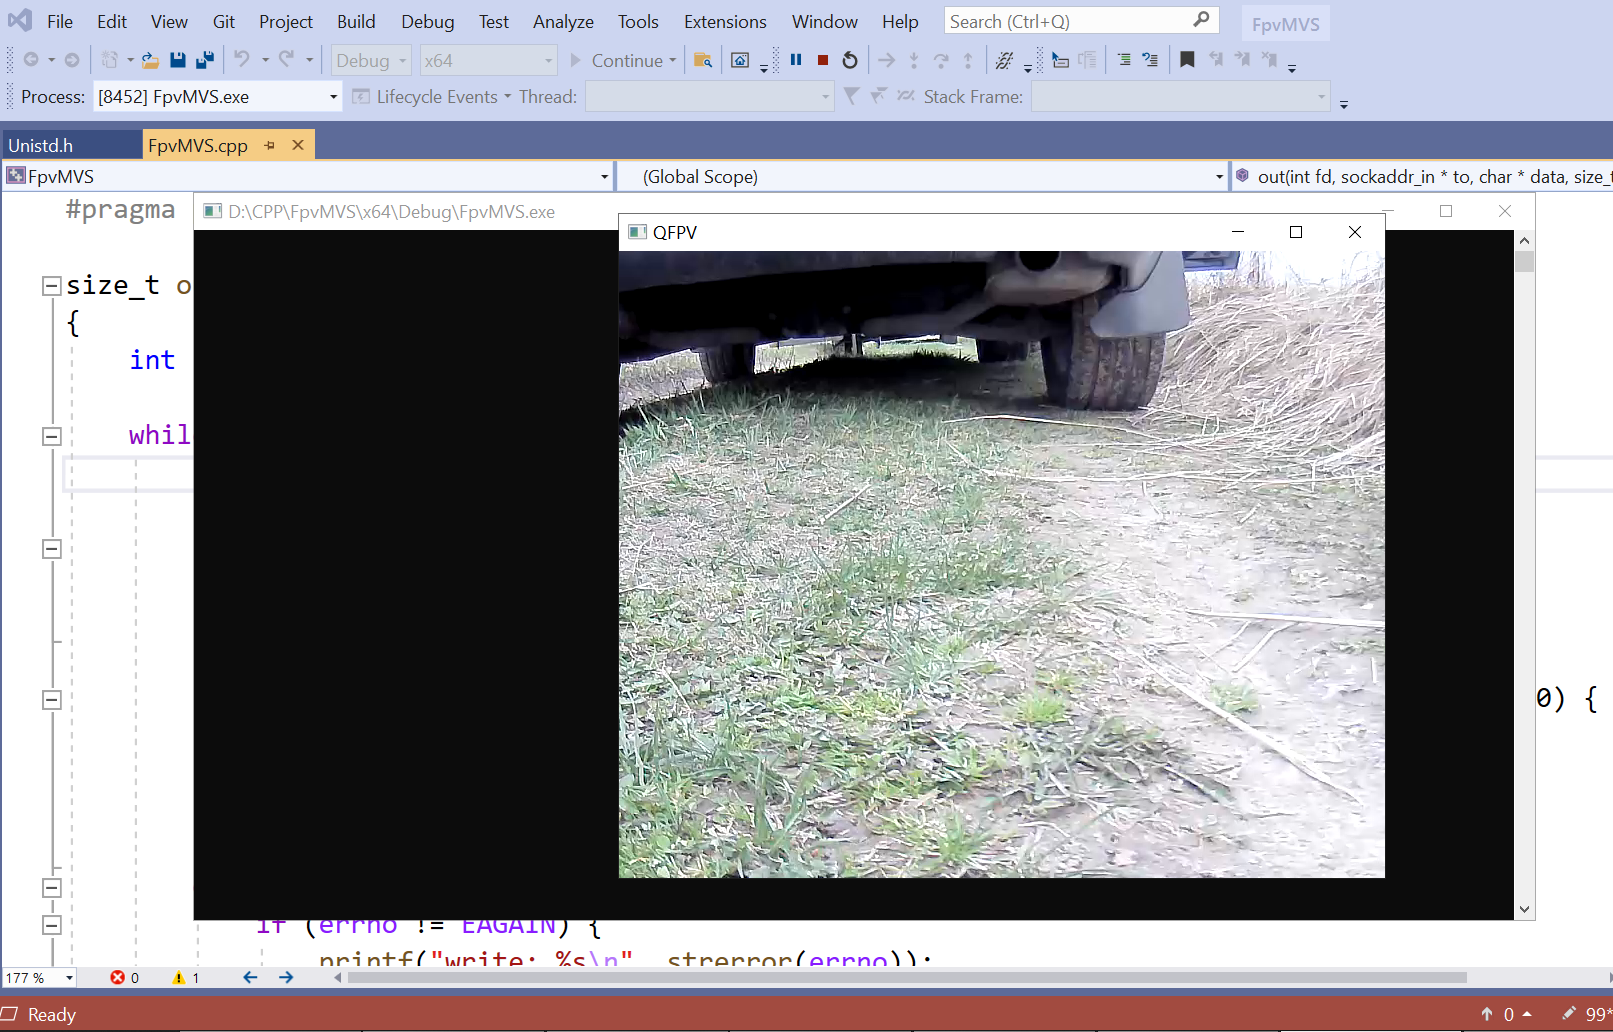 File Edit View Git Project Build Debug Test Analyze Tools Extensions Window Help Search (Ctrl+Q) FpvMVS
Debug x64 Continue
Process: [8452] FpvMVS.exe Lifecycle Events Thread: Stack Frame:
Unistd.h FpvMVS.cpp
FpvMVS (Global Scope) out(int fd, sockaddr_in * to, char * data, size_t
#pragma
D:\CPP\FpvMVS\x64\Debug\FpvMVS.exe
QFPV
size_t o
{
int
whil
0) {
if (errno != EAGAIN) {
printf("write: %s\n", strerror(errno));
177 % 0 1
Ready 0 99*